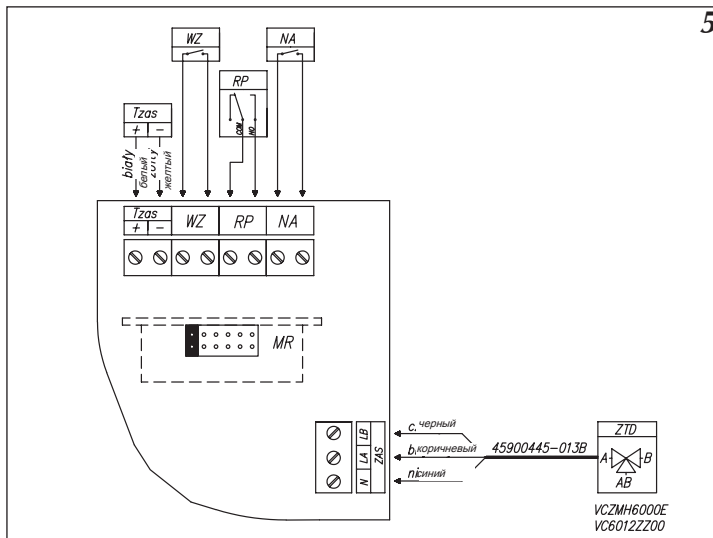 5
WZ
NA
RP
COM NO
Tzas
+ −
biały
белый
żółty
желтый
Tzas
+ −
WZ
RP
NA
MR
LB
LA
N
ZAS
c. черный
b. коричневый
синий
45900445-013B
ZTD
A B
AB
VCZMH6000E
VC6012ZZ00